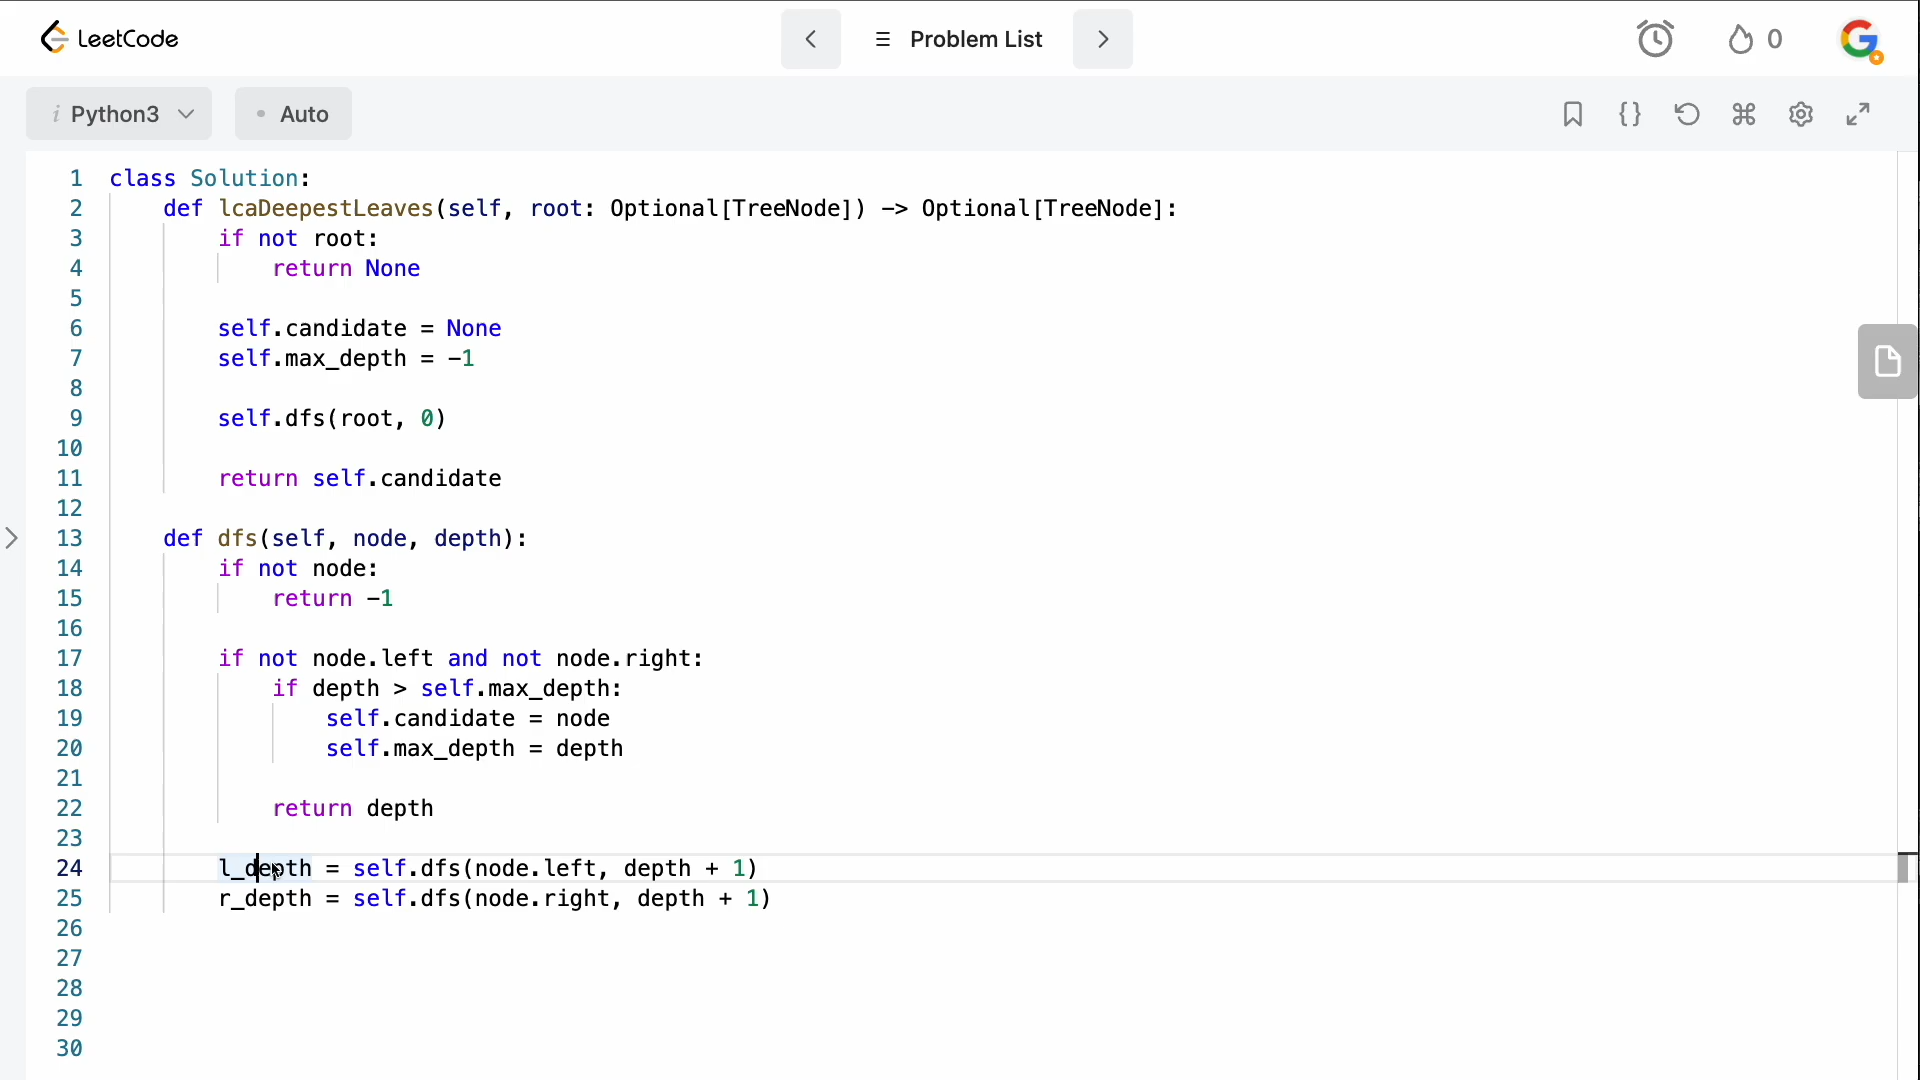 LeetCode
Problem List
0
i Python3
Auto
1 class Solution:
2     def lcaDeepestLeaves(self, root: Optional[TreeNode]) -> Optional[TreeNode]:
3         if not root:
4             return None
5
6         self.candidate = None
7         self.max_depth = -1
8
9         self.dfs(root, 0)
10
11         return self.candidate
12
13     def dfs(self, node, depth):
14         if not node:
15             return -1
16
17         if not node.left and not node.right:
18             if depth > self.max_depth:
19                 self.candidate = node
20                 self.max_depth = depth
21
22             return depth
23
24         l_depth = self.dfs(node.left, depth + 1)
25         r_depth = self.dfs(node.right, depth + 1)
26
27
28
29
30